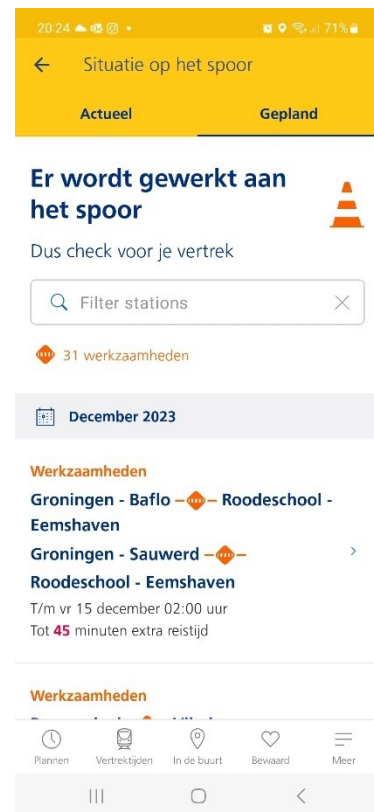 20:24 71%
Situatie op het spoor
Actueel Gepland
Er wordt gewerkt aan
het spoor
Dus check voor je vertrek
Filter stations
31 werkzaamheden
December 2023
Werkzaamheden
Groningen - Baflo Roodeschool -
Eemshaven
Groningen - Sauwerd
Roodeschool - Eemshaven
T/m vr 15 december 02:00 uur
Tot 45 minuten extra reistijd
Werkzaamheden
Plannen Vertrektijden In de buurt Bewaard Meer